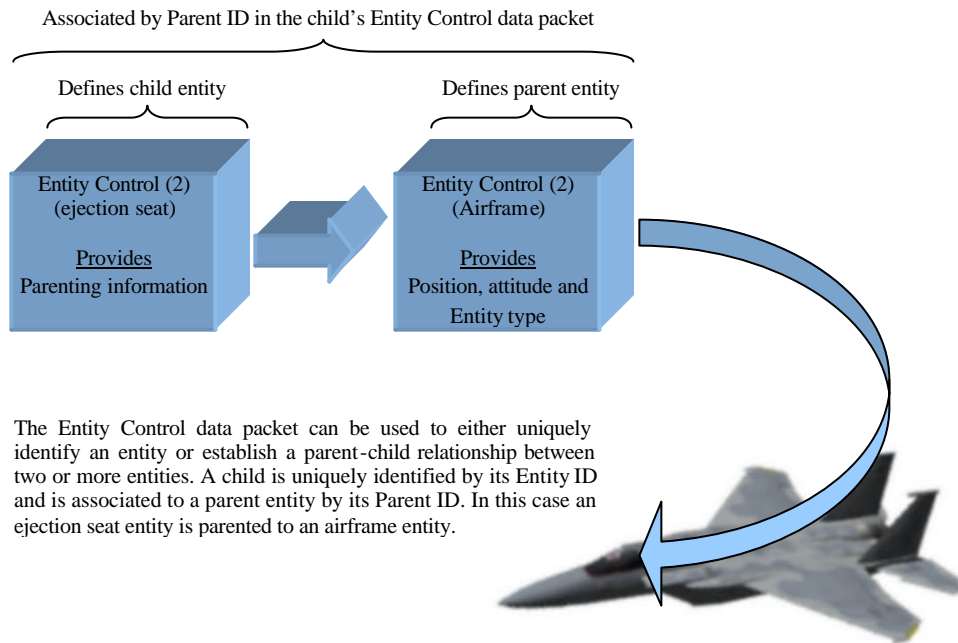 Associated by Parent ID in the child's Entity Control data packet
Defines child entity
Defines parent entity
Entity Control (2)
(ejection seat)
Provides
Parenting information
Entity Control (2)
(Airframe)
Provides
Position, attitude and
Entity type
The Entity Control data packet can be used to either uniquely
identify an entity or establish a parent-child relationship between
two or more entities. A child is uniquely identified by its Entity ID
and is associated to a parent entity by its Parent ID. In this case an
ejection seat entity is parented to an airframe entity.